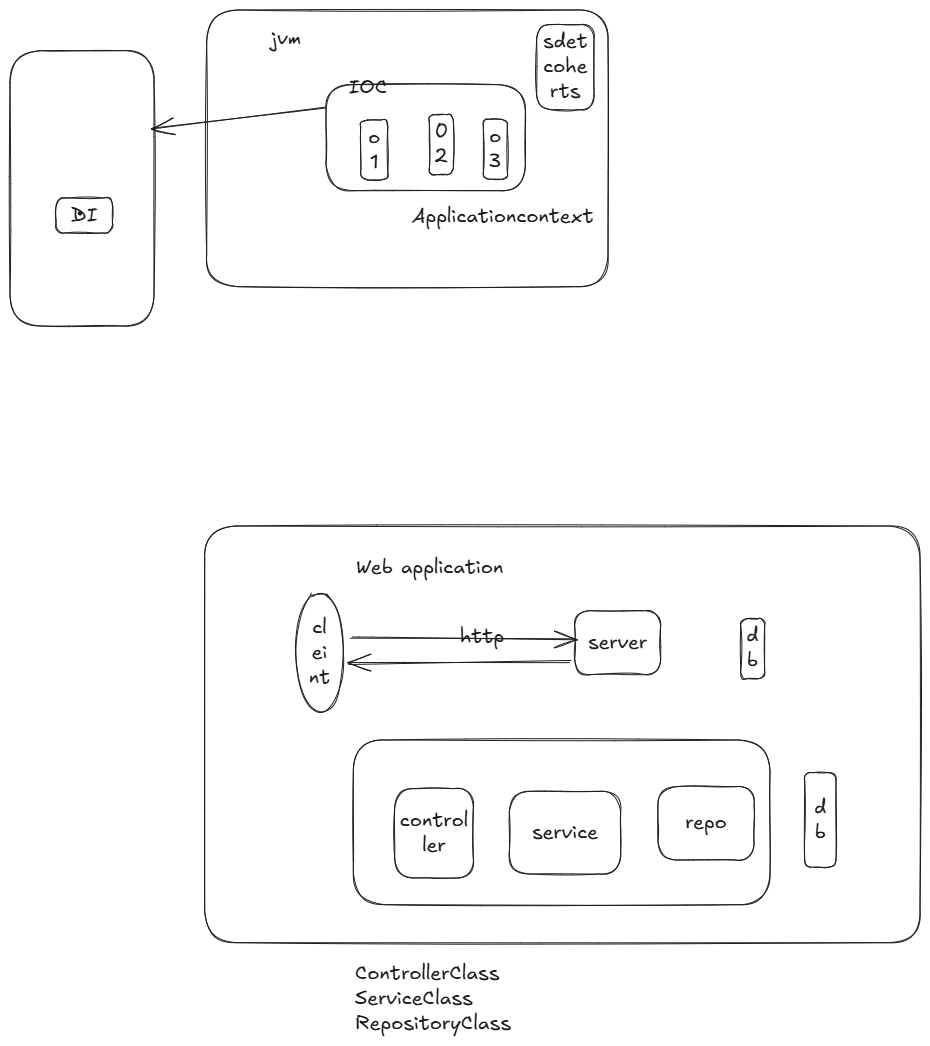 jvm
sdet
cohe
rts
IOC
o
1
O
2
o
3
DI
Applicationcontext
Web application
cl
ei
nt
http
server
d
b
control
ler
service
repo
d
b
ControllerClass
ServiceClass
RepositoryClass